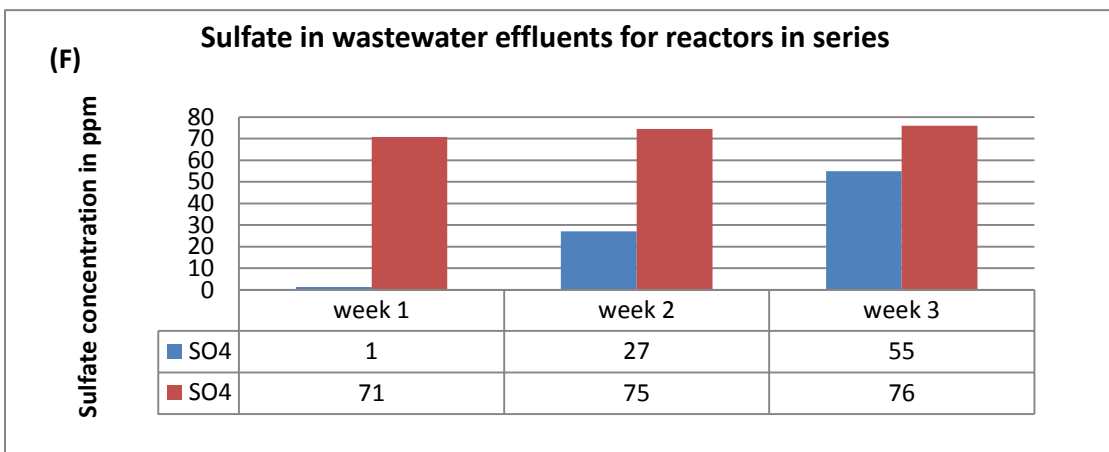 Sulfate in wastewater effluents for reactors in series
(F)
Sulfate concentration in ppm
80
70
60
50
40
30
20
10
0
week 1 week 2 week 3
SO4 1 27 55
SO4 71 75 76